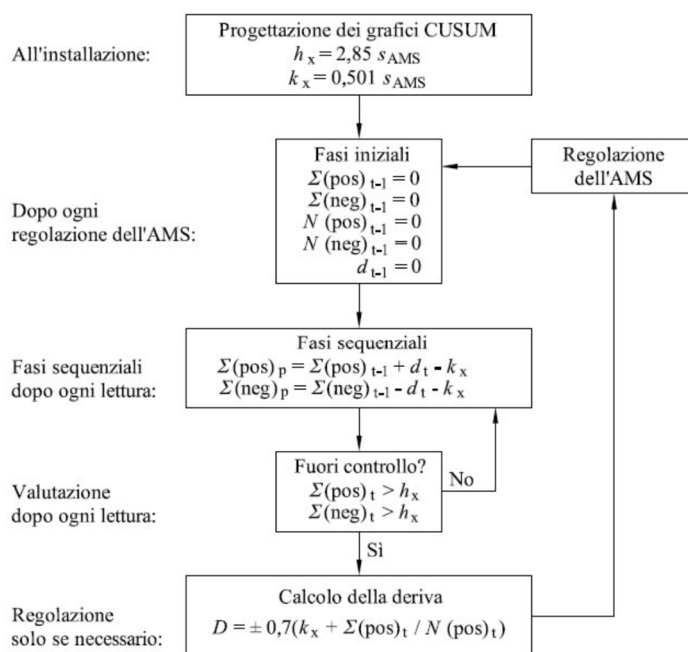 All'installazione:
Progettazione dei grafici CUSUM
h x = 2,85 s AMS
k x = 0,501 s AMS
Dopo ogni
regolazione dell'AMS:
Fasi iniziali
Σ(pos) t-1 = 0
Σ(neg) t-1 = 0
N (pos) t-1 = 0
N (neg) t-1 = 0
d t-1 = 0
Regolazione
dell'AMS
Fasi sequenziali
dopo ogni lettura:
Fasi sequenziali
Σ(pos) p = Σ(pos) t-1 + d t - k x
Σ(neg) p = Σ(neg) t-1 - d t - k x
Valutazione
dopo ogni lettura:
Fuori controllo?
Σ(pos) t > h x
Σ(neg) t > h x
No
Sì
Regolazione
solo se necessario:
Calcolo della deriva
D = ± 0,7(k x + Σ(pos) t / N (pos) t)